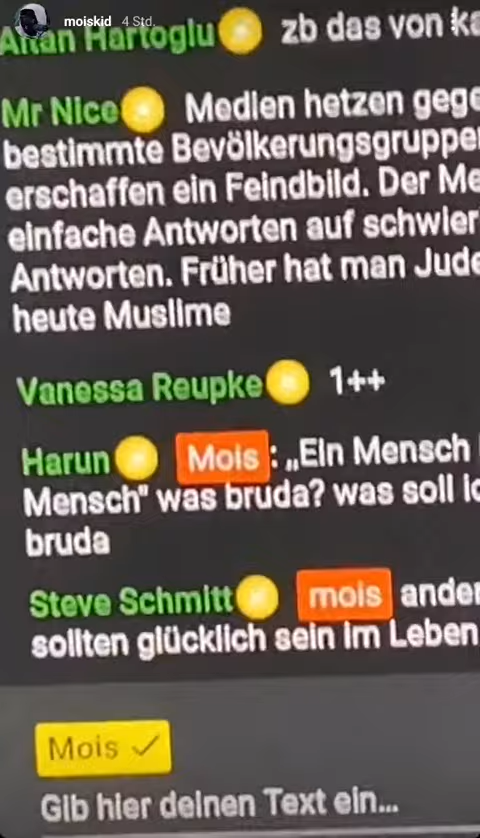 moiskid 4 Std.
Altan Hartoglu zb das von ka
Mr Nice Medien hetzen gege
bestimmte Bevölkerungsgruppen
erschaffen ein Feindbild. Der Me
einfache Antworten auf schwier
Antworten. Früher hat man Jude
heute Muslime
Vanessa Reupke 1++
Harun Mois: „Ein Mensch
Mensch" was bruda? was soll ic
bruda
Steve Schmitt mois ander
sollten glücklich sein im Leben
Mois ✓
Gib hier deinen Text ein...